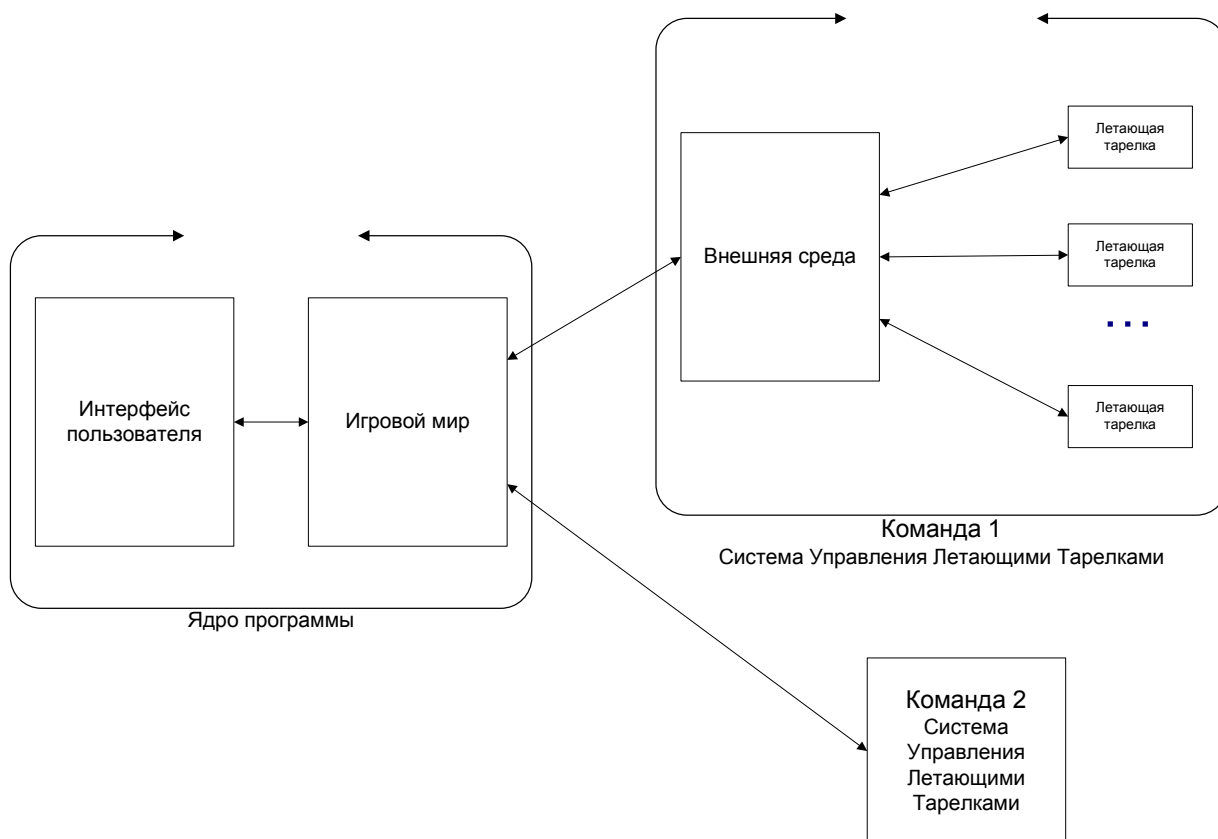 Интерфейс
пользователя
Игровой мир
Ядро программы
Внешняя среда
Летающая
тарелка
Летающая
тарелка
...
Летающая
тарелка
Команда 1
Система Управления Летающими Тарелками
Команда 2
Система
Управления
Летающими
Тарелками